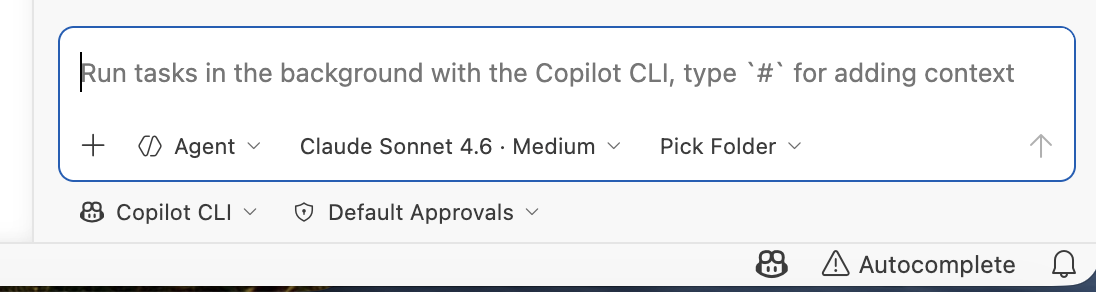 Run tasks in the background with the Copilot CLI, type `#` for adding context
Agent Claude Sonnet 4.6 · Medium Pick Folder
Copilot CLI Default Approvals
Autocomplete